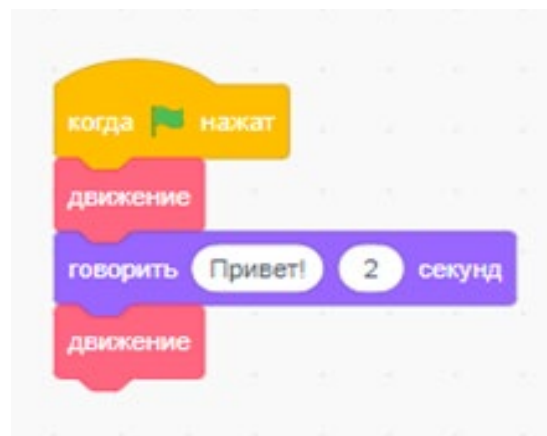 когда нажат
движение
говорить Привет! 2 секунд
движение